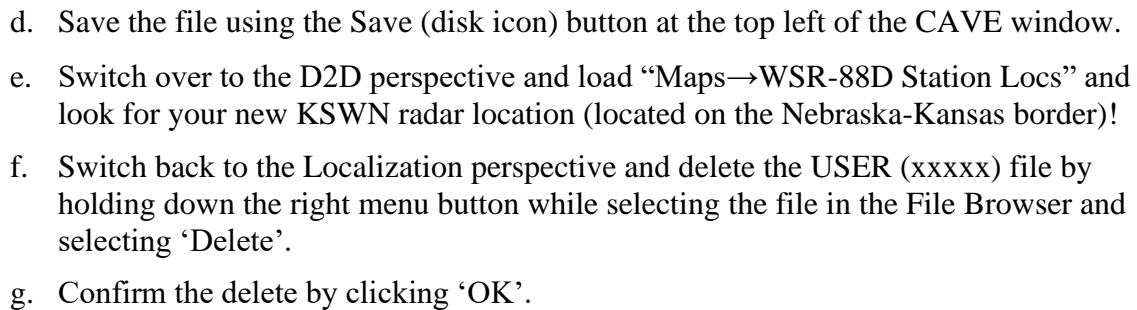 d. Save the file using the Save (disk icon) button at the top left of the CAVE window.
e. Switch over to the D2D perspective and load “Maps→WSR-88D Station Locs” and
look for your new KSWN radar location (located on the Nebraska-Kansas border)!
f. Switch back to the Localization perspective and delete the USER (xxxxx) file by
holding down the right menu button while selecting the file in the File Browser and
selecting ‘Delete’.
g. Confirm the delete by clicking ‘OK’.